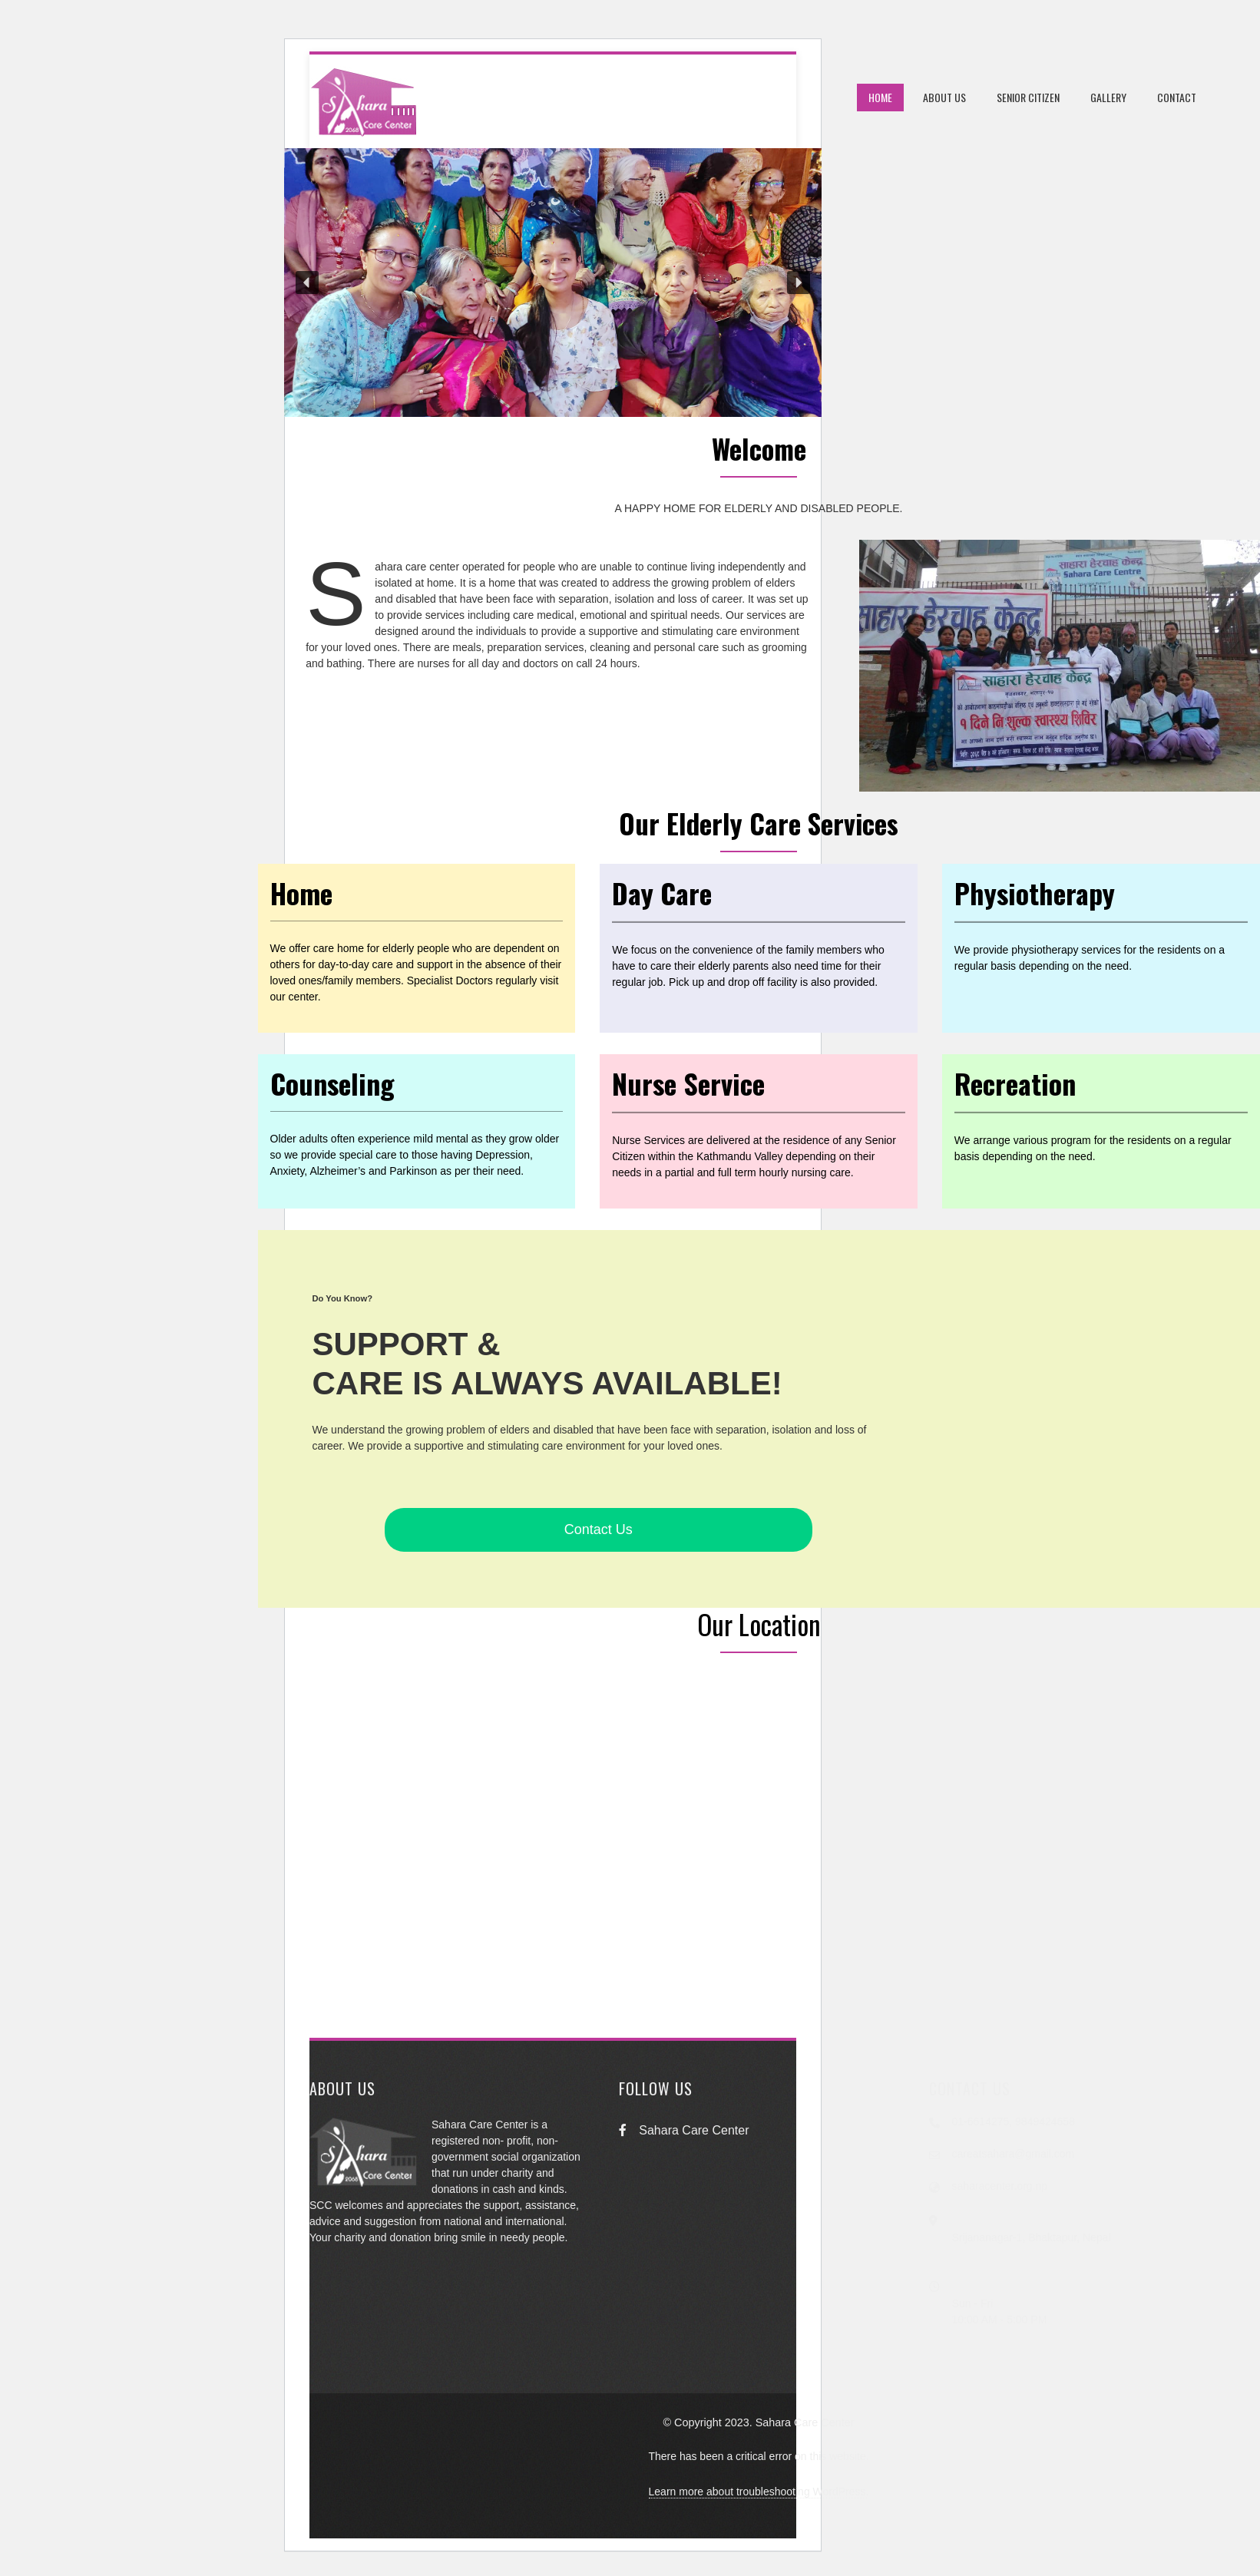 Sahara
Care Center
2068
HOME
ABOUT US
SENIOR CITIZEN
GALLERY
CONTACT
Welcome
A HAPPY HOME FOR ELDERLY AND DISABLED PEOPLE.
Sahara care center operated for people who are unable to continue living independently and
isolated at home. It is a home that was created to address the growing problem of elders
and disabled that have been face with separation, isolation and loss of career. It was set up
to provide services including care medical, emotional and spiritual needs. Our services are
designed around the individuals to provide a supportive and stimulating care environment
for your loved ones. There are meals, preparation services, cleaning and personal care such as grooming
and bathing. There are nurses for all day and doctors on call 24 hours.
सहारा हेरचाह केन्द्र
Sahara Care Centre
सहारा हेरचाह केन्द्र
साहारा हेरचाह केन्द्र
१ दिने नि शुल्क स्वास्थ्य शिविर
Our Elderly Care Services
Home
We offer care home for elderly people who are dependent on
others for day-to-day care and support in the absence of their
loved ones/family members. Specialist Doctors regularly visit
our center.
Day Care
We focus on the convenience of the family members who
have to care their elderly parents also need time for their
regular job. Pick up and drop off facility is also provided.
Physiotherapy
We provide physiotherapy services for the residents on a
regular basis depending on the need.
Counseling
Older adults often experience mild mental as they grow older
so we provide special care to those having Depression,
Anxiety, Alzheimer’s and Parkinson as per their need.
Nurse Service
Nurse Services are delivered at the residence of any Senior
Citizen within the Kathmandu Valley depending on their
needs in a partial and full term hourly nursing care.
Recreation
We arrange various program for the residents on a regular
basis depending on the need.
Do You Know?
SUPPORT &
CARE IS ALWAYS AVAILABLE!
We understand the growing problem of elders and disabled that have been face with separation, isolation and loss of
career. We provide a supportive and stimulating care environment for your loved ones.
Contact Us
Our Location
ABOUT US
Sahara
Care Center
2068
Sahara Care Center is a
registered non- profit, non-
government social organization
that run under charity and
donations in cash and kinds.
SCC welcomes and appreciates the support, assistance,
advice and suggestion from national and international.
Your charity and donation bring smile in needy people.
FOLLOW US
Sahara Care Center
© Copyright 2023. Sahara
There has been a critical error on
Learn more about troubleshooting